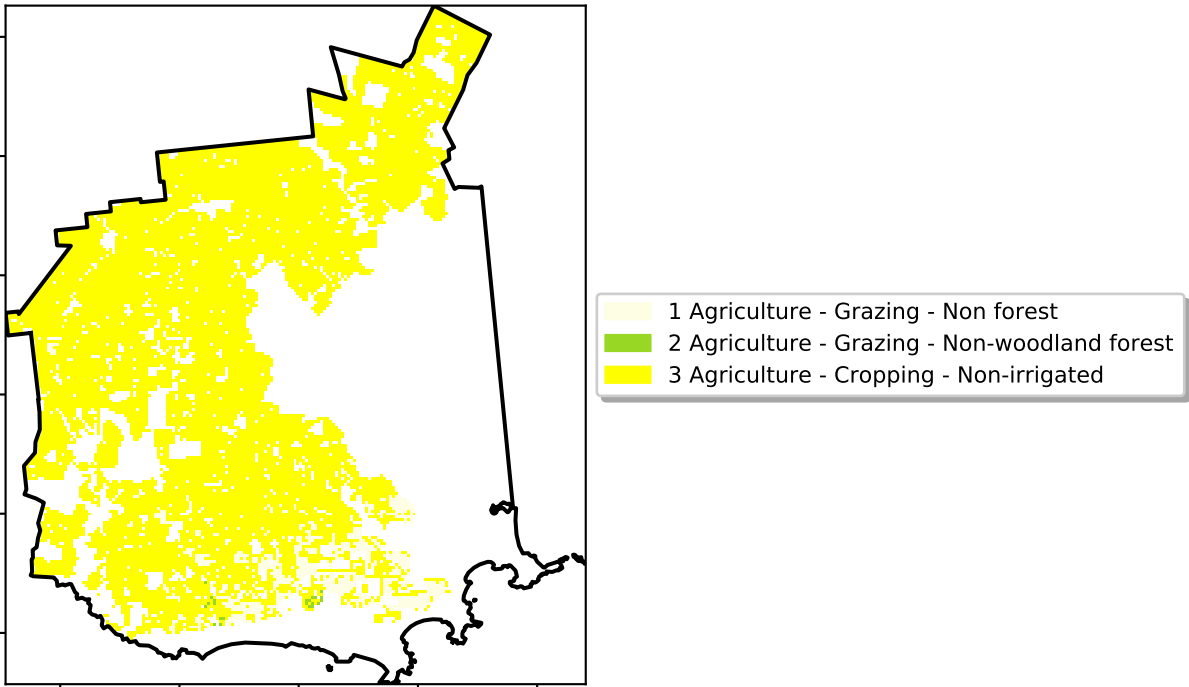 1 Agriculture - Grazing - Non forest
2 Agriculture - Grazing - Non-woodland forest
3 Agriculture - Cropping - Non-irrigated